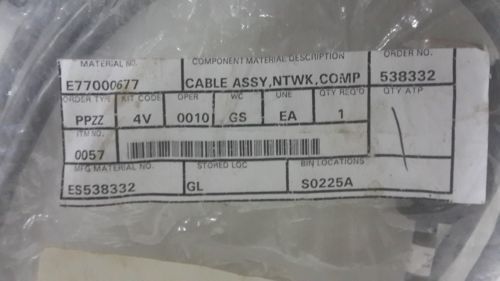 MATERIAL NO. COMPONENT MATERIAL DESCRIPTION ORDER NO.
E77000677 CABLE ASSY,NTWK,COMP 538332
ORDER TYPE KIT CODE OPER WC UNE QTY REQ'D QTY ATP
PPZZ 4V 0010 GS EA 1
ITM NO.
0057
MFG MATERIAL NO. STORED LOC BIN LOCATIONS
ES538332 GL S0225A